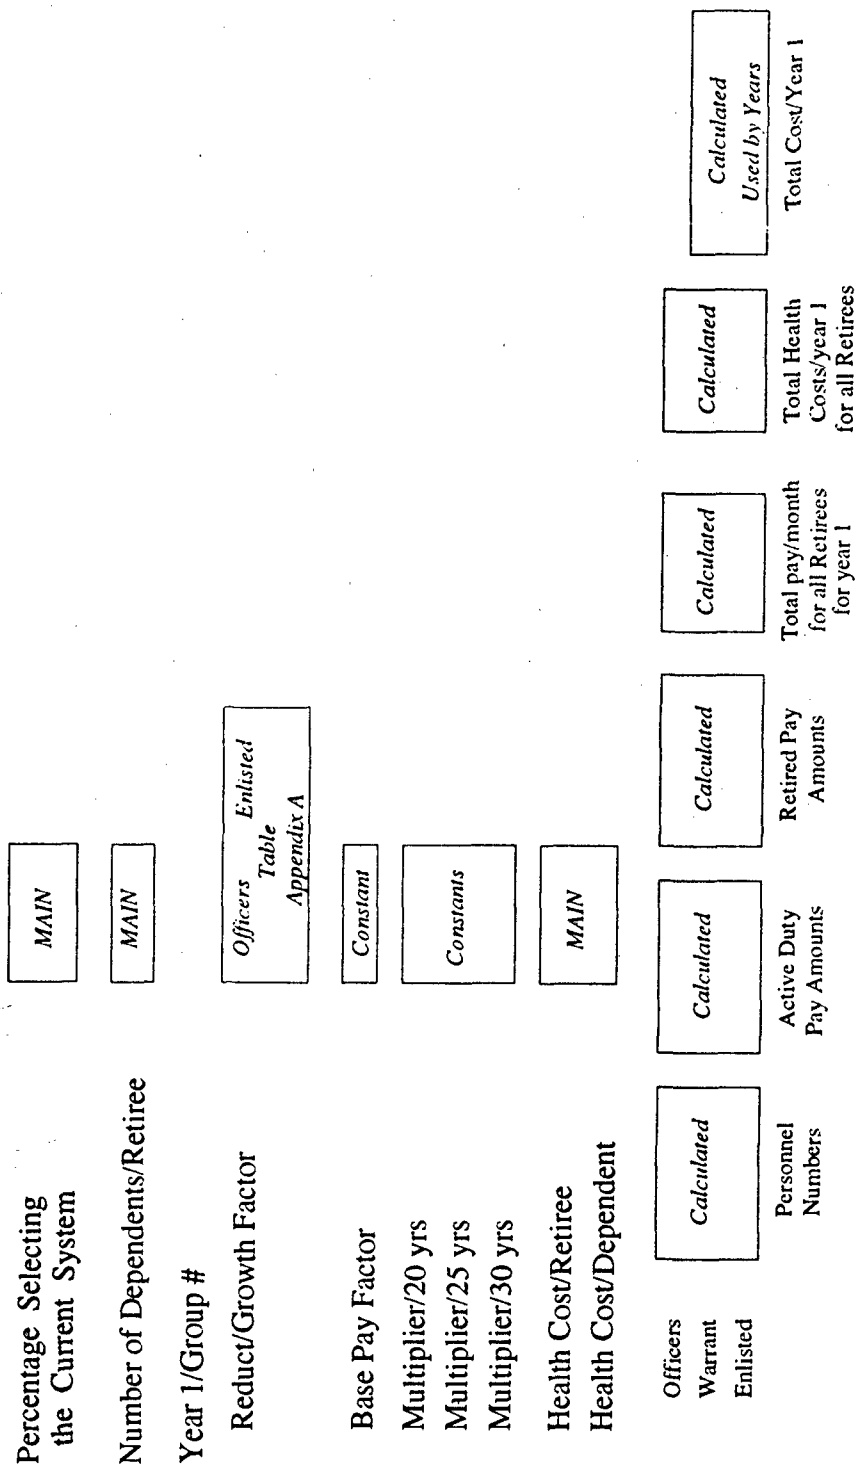 Percentage Selecting
the Current System
MAIN
Number of Dependents/Retiree
MAIN
Year 1/Group #
Reduct/Growth Factor
Officers Enlisted
Table
Appendix A
Base Pay Factor
Constant
Multiplier/20 yrs
Multiplier/25 yrs
Multiplier/30 yrs
Constants
Health Cost/Retiree
Health Cost/Dependent
MAIN
Officers
Warrant
Enlisted
Calculated
Personnel
Numbers
Calculated
Active Duty
Pay Amounts
Calculated
Retired Pay
Amounts
Calculated
Total pay/month
for all Retirees
for year 1
Calculated
Total Health
Costs/year 1
for all Retirees
Calculated
Used by Years
Total Cost/Year 1